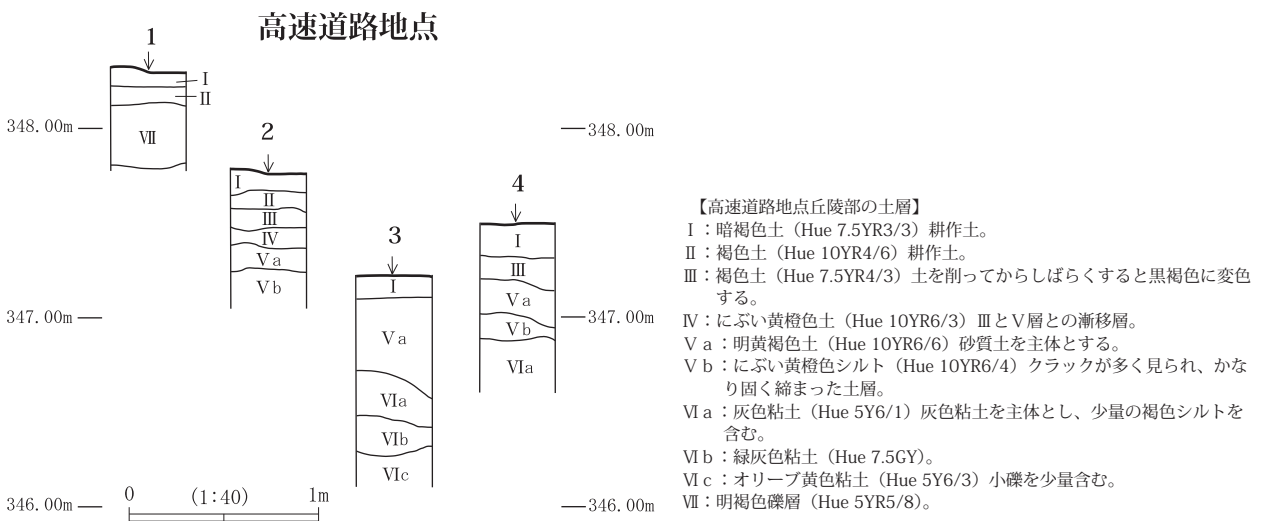 高速道路地点
1
Ⅰ
Ⅱ
Ⅶ
348.00m
348.00m
2
Ⅰ
Ⅱ
Ⅲ
Ⅳ
Ⅴa
Ⅴb
3
Ⅰ
Ⅴa
Ⅵa
Ⅵb
Ⅵc
4
Ⅰ
Ⅲ
Ⅴa
Ⅴb
Ⅵa
347.00m
347.00m
346.00m
346.00m
0 (1:40) 1m
【高速道路地点丘陵部の土層】
Ⅰ:暗褐色土(Hue 7.5YR3/3)耕作土。
Ⅱ:褐色土(Hue 10YR4/6)耕作土。
Ⅲ:褐色土(Hue 7.5YR4/3)土を削ってからしばらくすると黒褐色に変色
する。
Ⅳ:にぶい黄橙色土(Hue 10YR6/3)ⅢとⅤ層との漸移層。
Ⅴa:明黄褐色土(Hue 10YR6/6)砂質土を主体とする。
Ⅴb:にぶい黄橙色シルト(Hue 10YR6/4)クラックが多く見られ、かな
り固く締まった土層。
Ⅵa:灰色粘土(Hue 5Y6/1)灰色粘土を主体とし、少量の褐色シルトを
含む。
Ⅵb:緑灰色粘土(Hue 7.5GY)。
Ⅵc:オリーブ黄色粘土(Hue 5Y6/3)小礫を少量含む。
Ⅶ:明褐色礫層(Hue 5YR5/8)。